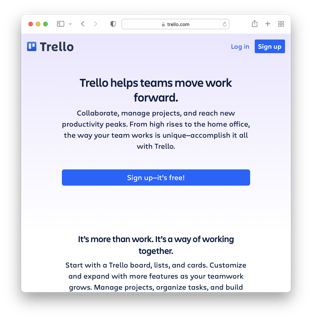 trello.com
Trello
Log in
Sign up
Trello helps teams move work
forward.
Collaborate, manage projects, and reach new
productivity peaks. From high rises to the home office,
the way your team works is unique—accomplish it all
with Trello.
Sign up—it's free!
It's more than work. It's a way of working
together.
Start with a Trello board, lists, and cards. Customize
and expand with more features as your teamwork
grows. Manage projects, organize tasks, and build